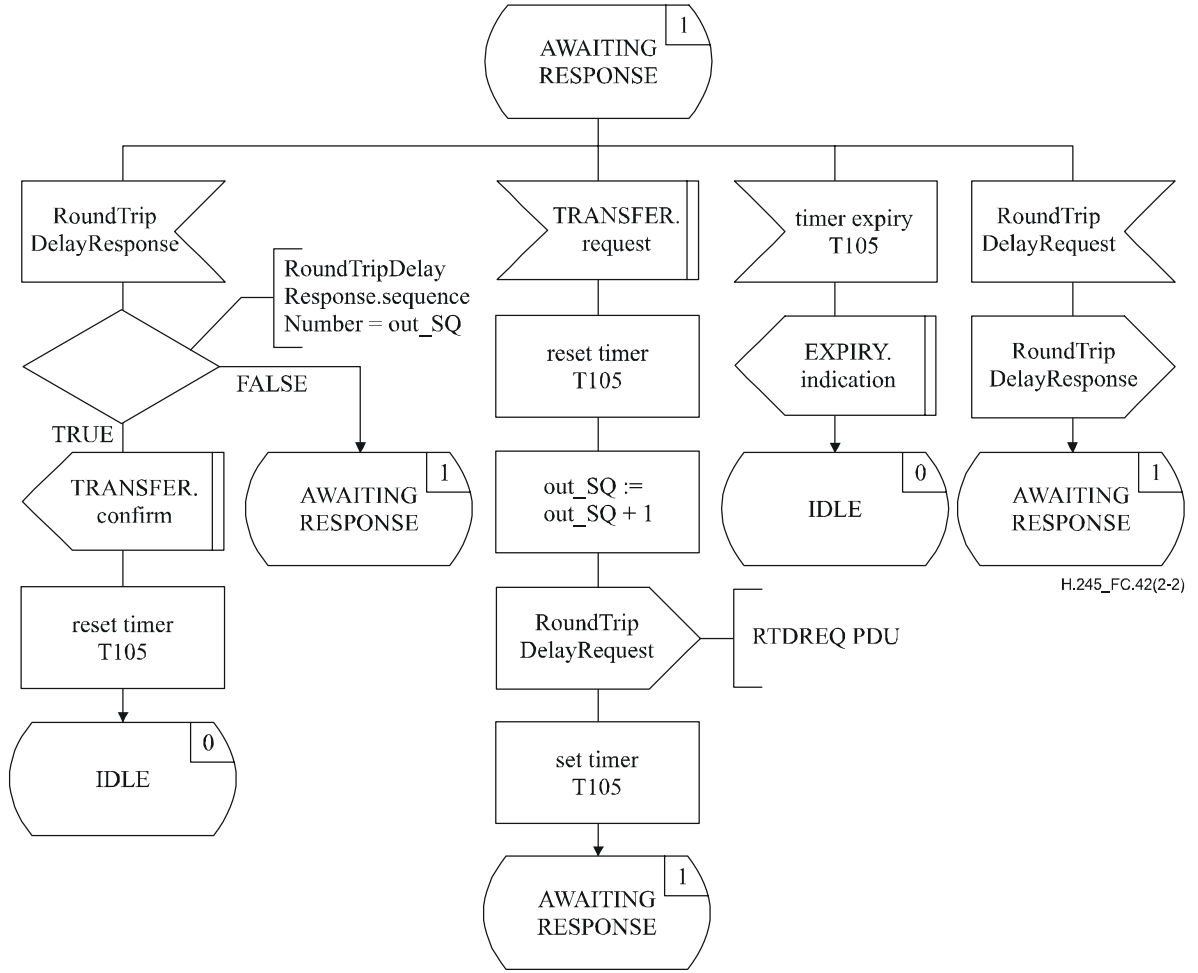 1
AWAITING
RESPONSE
RoundTrip
DelayResponse
RoundTripDelay
Response.sequence
Number = out_SQ
FALSE
TRUE
TRANSFER.
confirm
reset timer
T105
0
IDLE
1
AWAITING
RESPONSE
TRANSFER.
request
reset timer
T105
out_SQ :=
out_SQ + 1
RoundTrip
DelayRequest
RTDREQ PDU
set timer
T105
1
AWAITING
RESPONSE
timer expiry
T105
EXPIRY.
indication
0
IDLE
RoundTrip
DelayRequest
RoundTrip
DelayResponse
1
AWAITING
RESPONSE
H.245_FC.42(2-2)